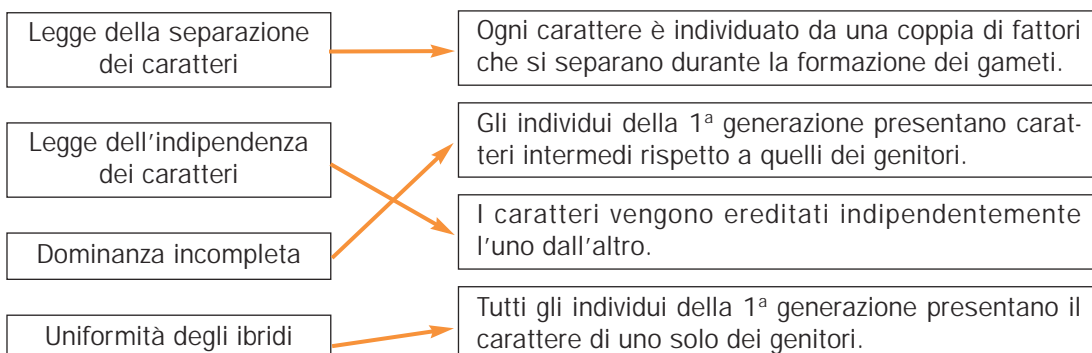 Legge della separazione
dei caratteri
Ogni carattere è individuato da una coppia di fattori
che si separano durante la formazione dei gameti.
Legge dell'indipendenza
dei caratteri
Gli individui della 1ª generazione presentano carat-
teri intermedi rispetto a quelli dei genitori.
Dominanza incompleta
I caratteri vengono ereditati indipendentemente
l'uno dall'altro.
Uniformità degli ibridi
Tutti gli individui della 1ª generazione presentano il
carattere di uno solo dei genitori.